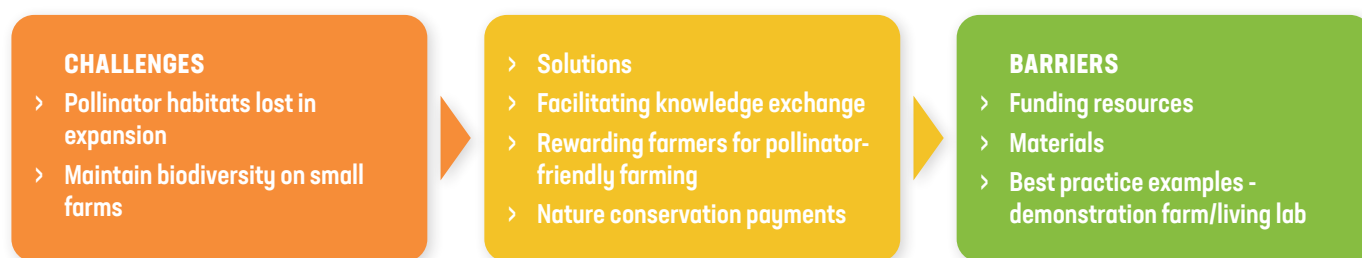 CHALLENGES
> Pollinator habitats lost in
expansion
> Maintain biodiversity on small
farms
> Solutions
> Facilitating knowledge exchange
> Rewarding farmers for pollinator-
friendly farming
> Nature conservation payments
BARRIERS
> Funding resources
> Materials
> Best practice examples -
demonstration farm/living lab